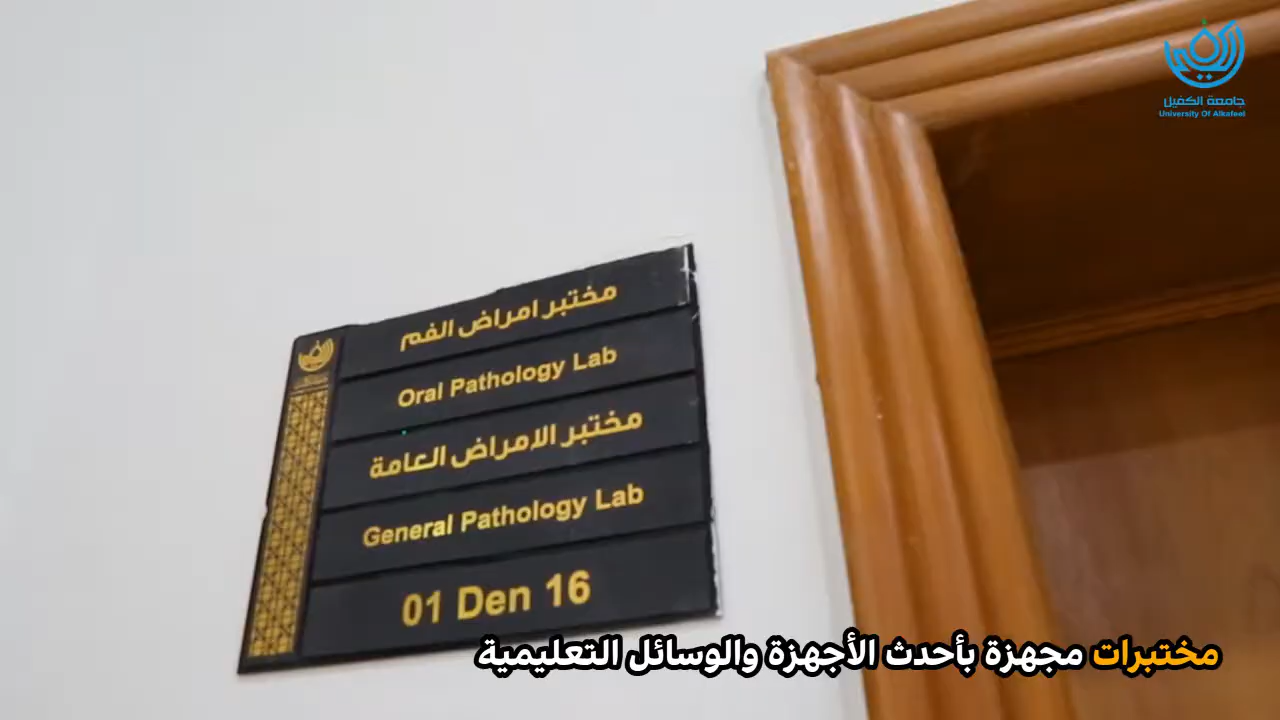 جامعة الكفيل
University Of Alkafeel
مختبر امراض الفم
Oral Pathology Lab
مختبر الامراض العامة
General Pathology Lab
01 Den 16
مختبرات مجهزة بأحدث الأجهزة والوسائل التعليمية